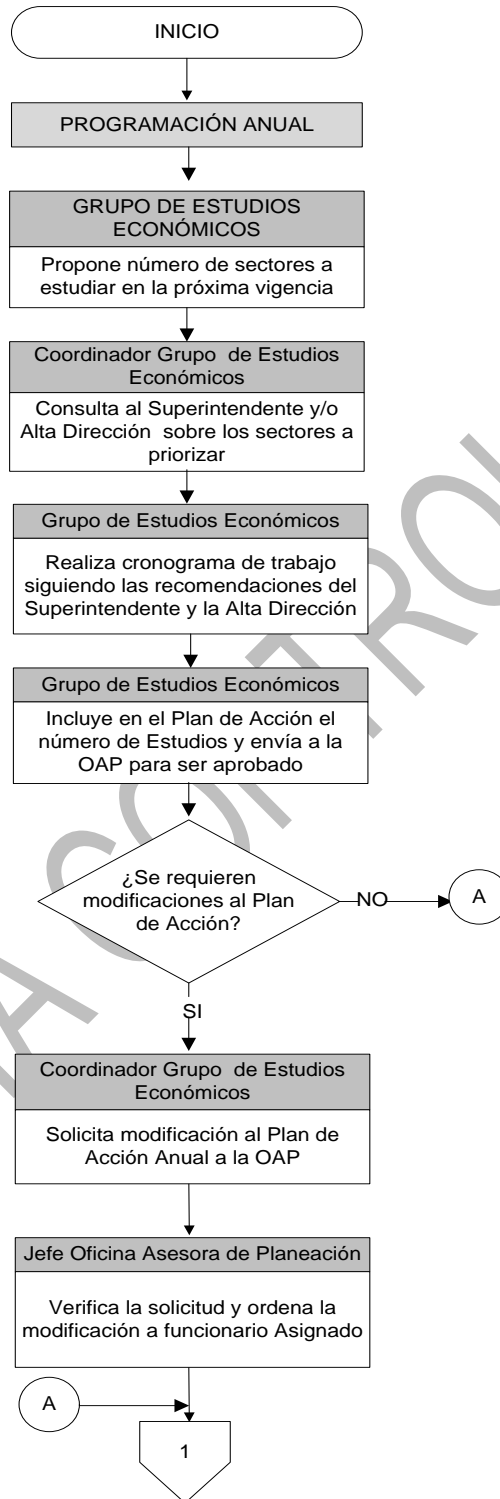 INICIO
PROGRAMACIÓN ANUAL
GRUPO DE ESTUDIOS
ECONÓMICOS
Propone número de sectores a
estudiar en la próxima vigencia
Coordinador Grupo de Estudios
Económicos
Consulta al Superintendente y/o
Alta Dirección sobre los sectores a
priorizar
Grupo de Estudios Económicos
Realiza cronograma de trabajo
siguiendo las recomendaciones del
Superintendente y la Alta Dirección
Grupo de Estudios Económicos
Incluye en el Plan de Acción el
número de Estudios y envía a la
OAP para ser aprobado
¿Se requieren
modificaciones al Plan
de Acción?
NO
A
SI
Coordinador Grupo de Estudios
Económicos
Solicita modificación al Plan de
Acción Anual a la OAP
Jefe Oficina Asesora de Planeación
Verifica la solicitud y ordena la
modificación a funcionario Asignado
A
1